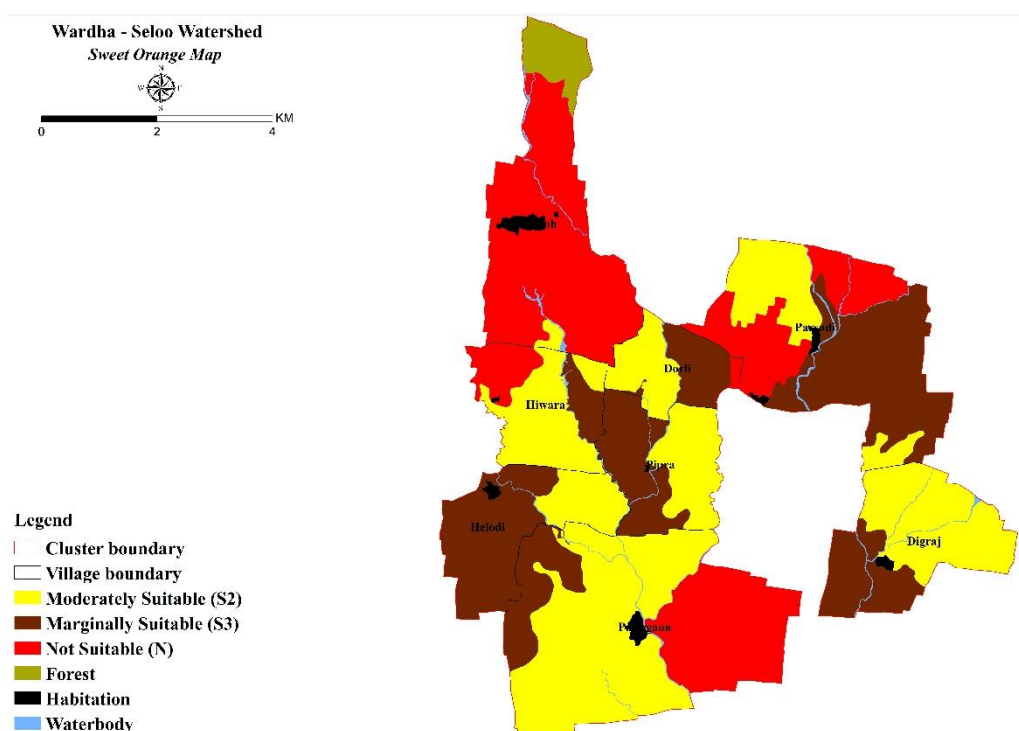 Wardha - Seloo Watershed
Sweet Orange Map
N
W E
S
KM
0 2 4
Dorli
Hiwara
Pipra
Helodi
Digraj
Legend
Cluster boundary
Village boundary
Moderately Suitable (S2)
Marginally Suitable (S3)
Not Suitable (N)
Forest
Habitation
Waterbody